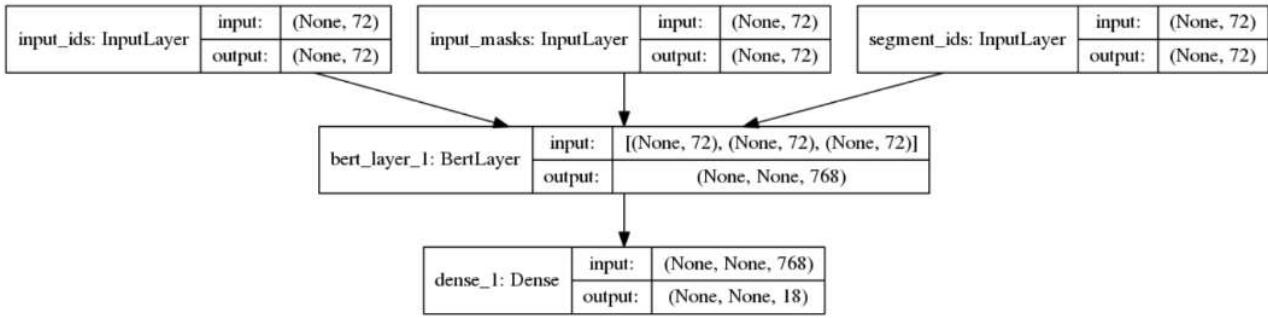 input_ids: InputLayer input: (None, 72)
output: (None, 72)
input_masks: InputLayer input: (None, 72)
output: (None, 72)
segment_ids: InputLayer input: (None, 72)
output: (None, 72)
bert_layer_1: BertLayer input: [(None, 72), (None, 72), (None, 72)]
output: (None, None, 768)
dense_1: Dense input: (None, None, 768)
output: (None, None, 18)